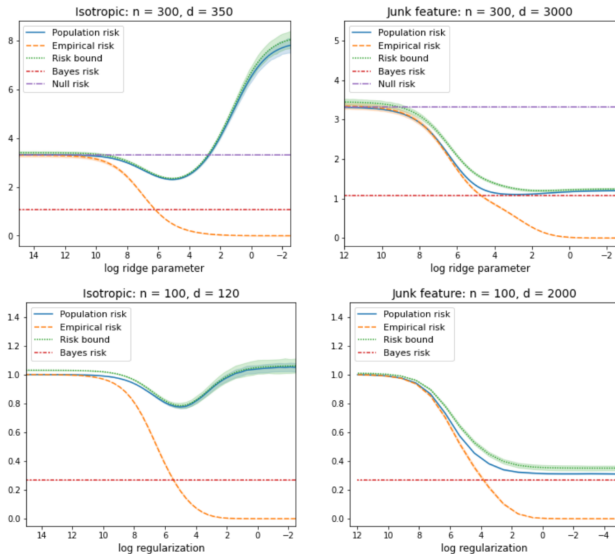 Isotropic: n = 300, d = 350
Population risk
Empirical risk
Risk bound
Bayes risk
Null risk
8
6
4
2
0
14 12 10 8 6 4 2 0 −2
log ridge parameter
Junk feature: n = 300, d = 3000
Population risk
Empirical risk
Risk bound
Bayes risk
Null risk
5
4
3
2
1
0
12 10 8 6 4 2 0 −2
log ridge parameter
Isotropic: n = 100, d = 120
Population risk
Empirical risk
Risk bound
Bayes risk
1.4
1.2
1.0
0.8
0.6
0.4
0.2
0.0
14 12 10 8 6 4 2 0 −2
log regularization
Junk feature: n = 100, d = 2000
Population risk
Empirical risk
Risk bound
Bayes risk
1.4
1.2
1.0
0.8
0.6
0.4
0.2
0.0
12 10 8 6 4 2 0 −2 −4
log regularization